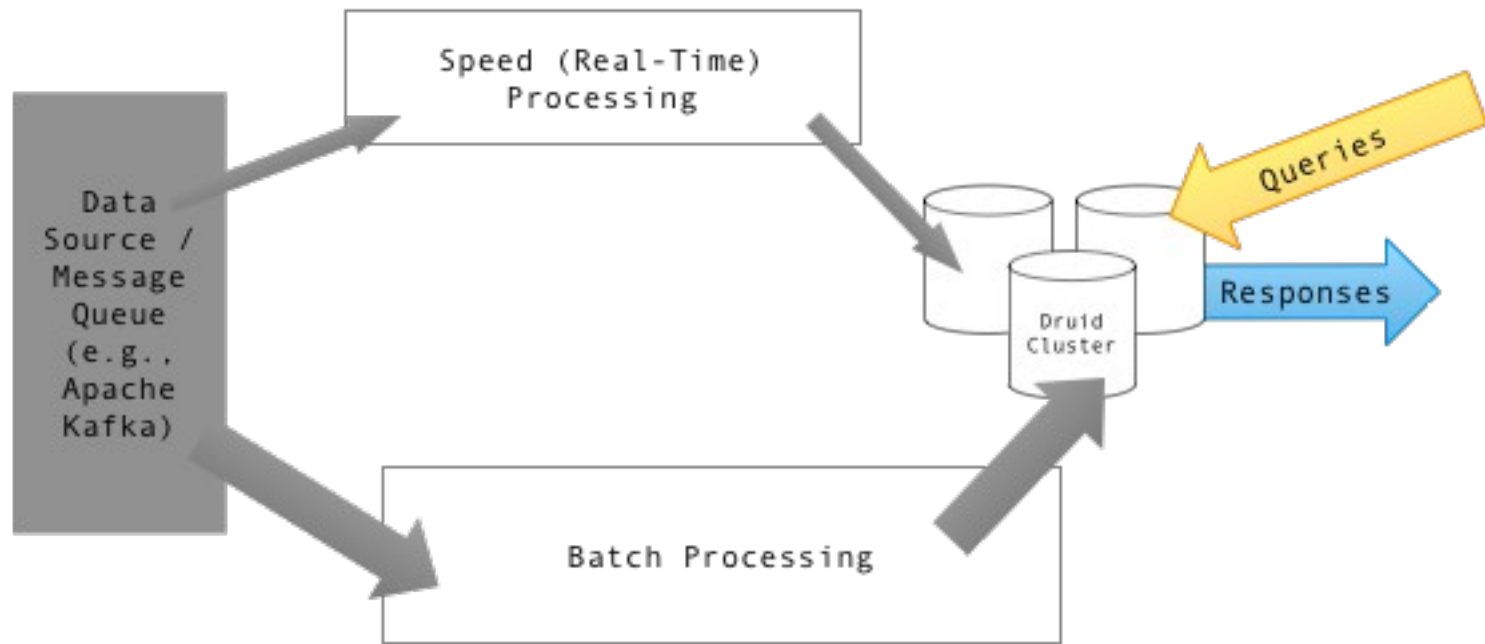 Speed (Real-Time)
Processing
Data
Source /
Message
Queue
(e.g.,
Apache
Kafka)
Queries
Responses
Druid
Cluster
Batch Processing